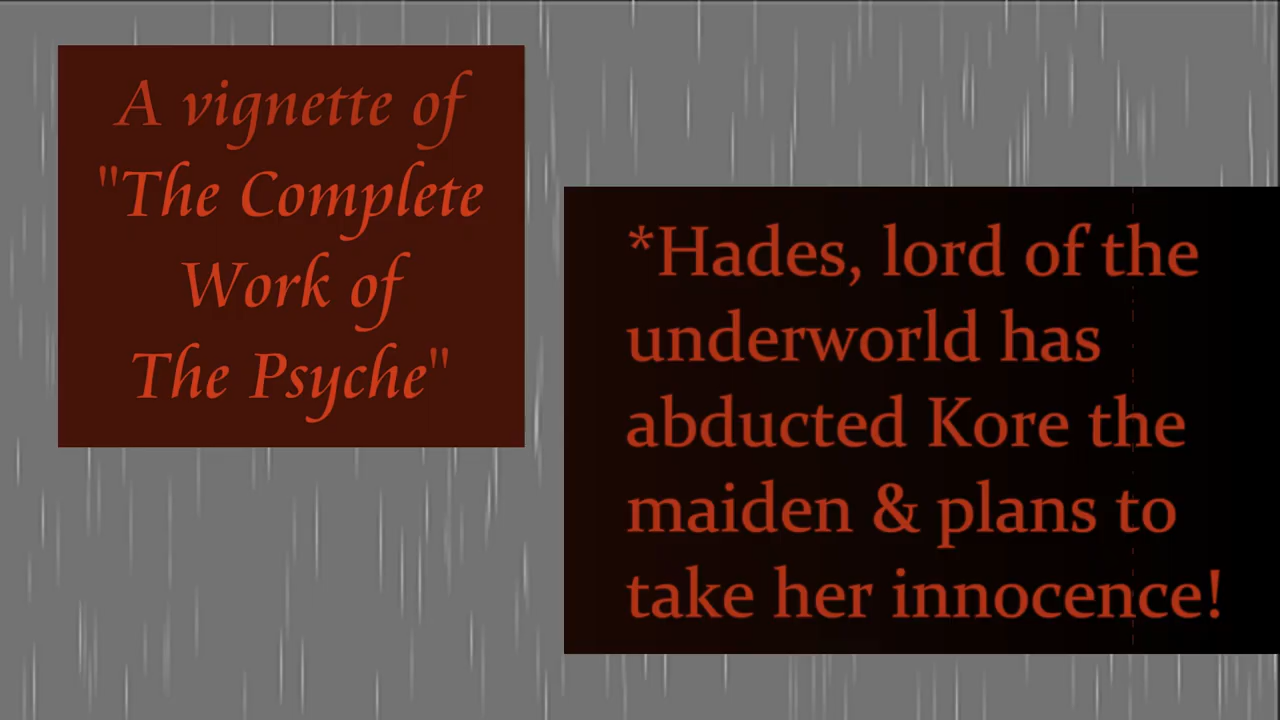 A vignette of
"The Complete
Work of
The Psyche"
*Hades, lord of the
underworld has
abducted Kore the
maiden & plans to
take her innocence!